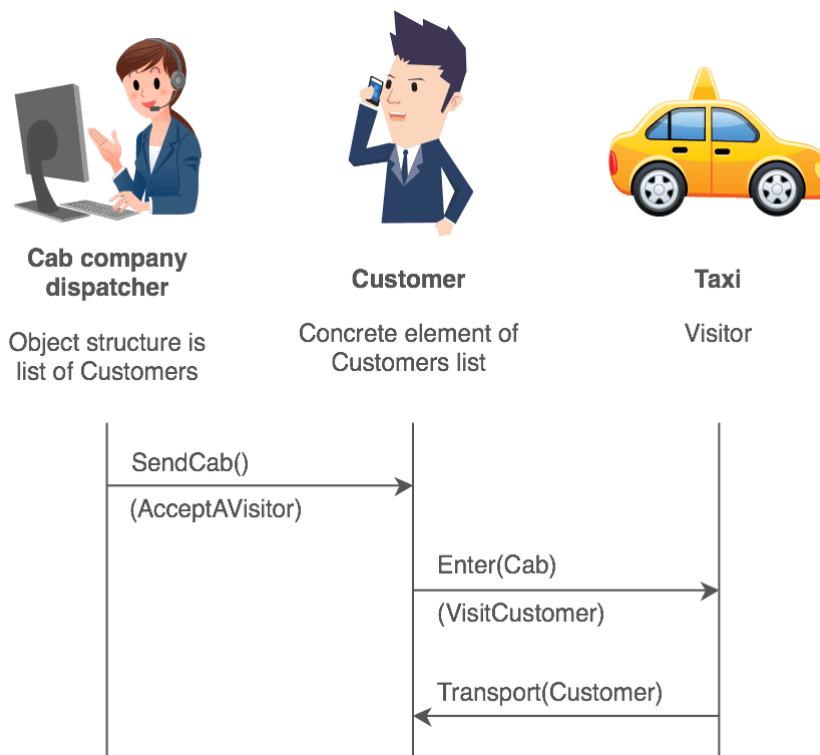 Cab company
dispatcher
Object structure is
list of Customers
Customer
Concrete element of
Customers list
Taxi
Visitor
SendCab()
(AcceptAVisitor)
Enter(Cab)
(VisitCustomer)
Transport(Customer)